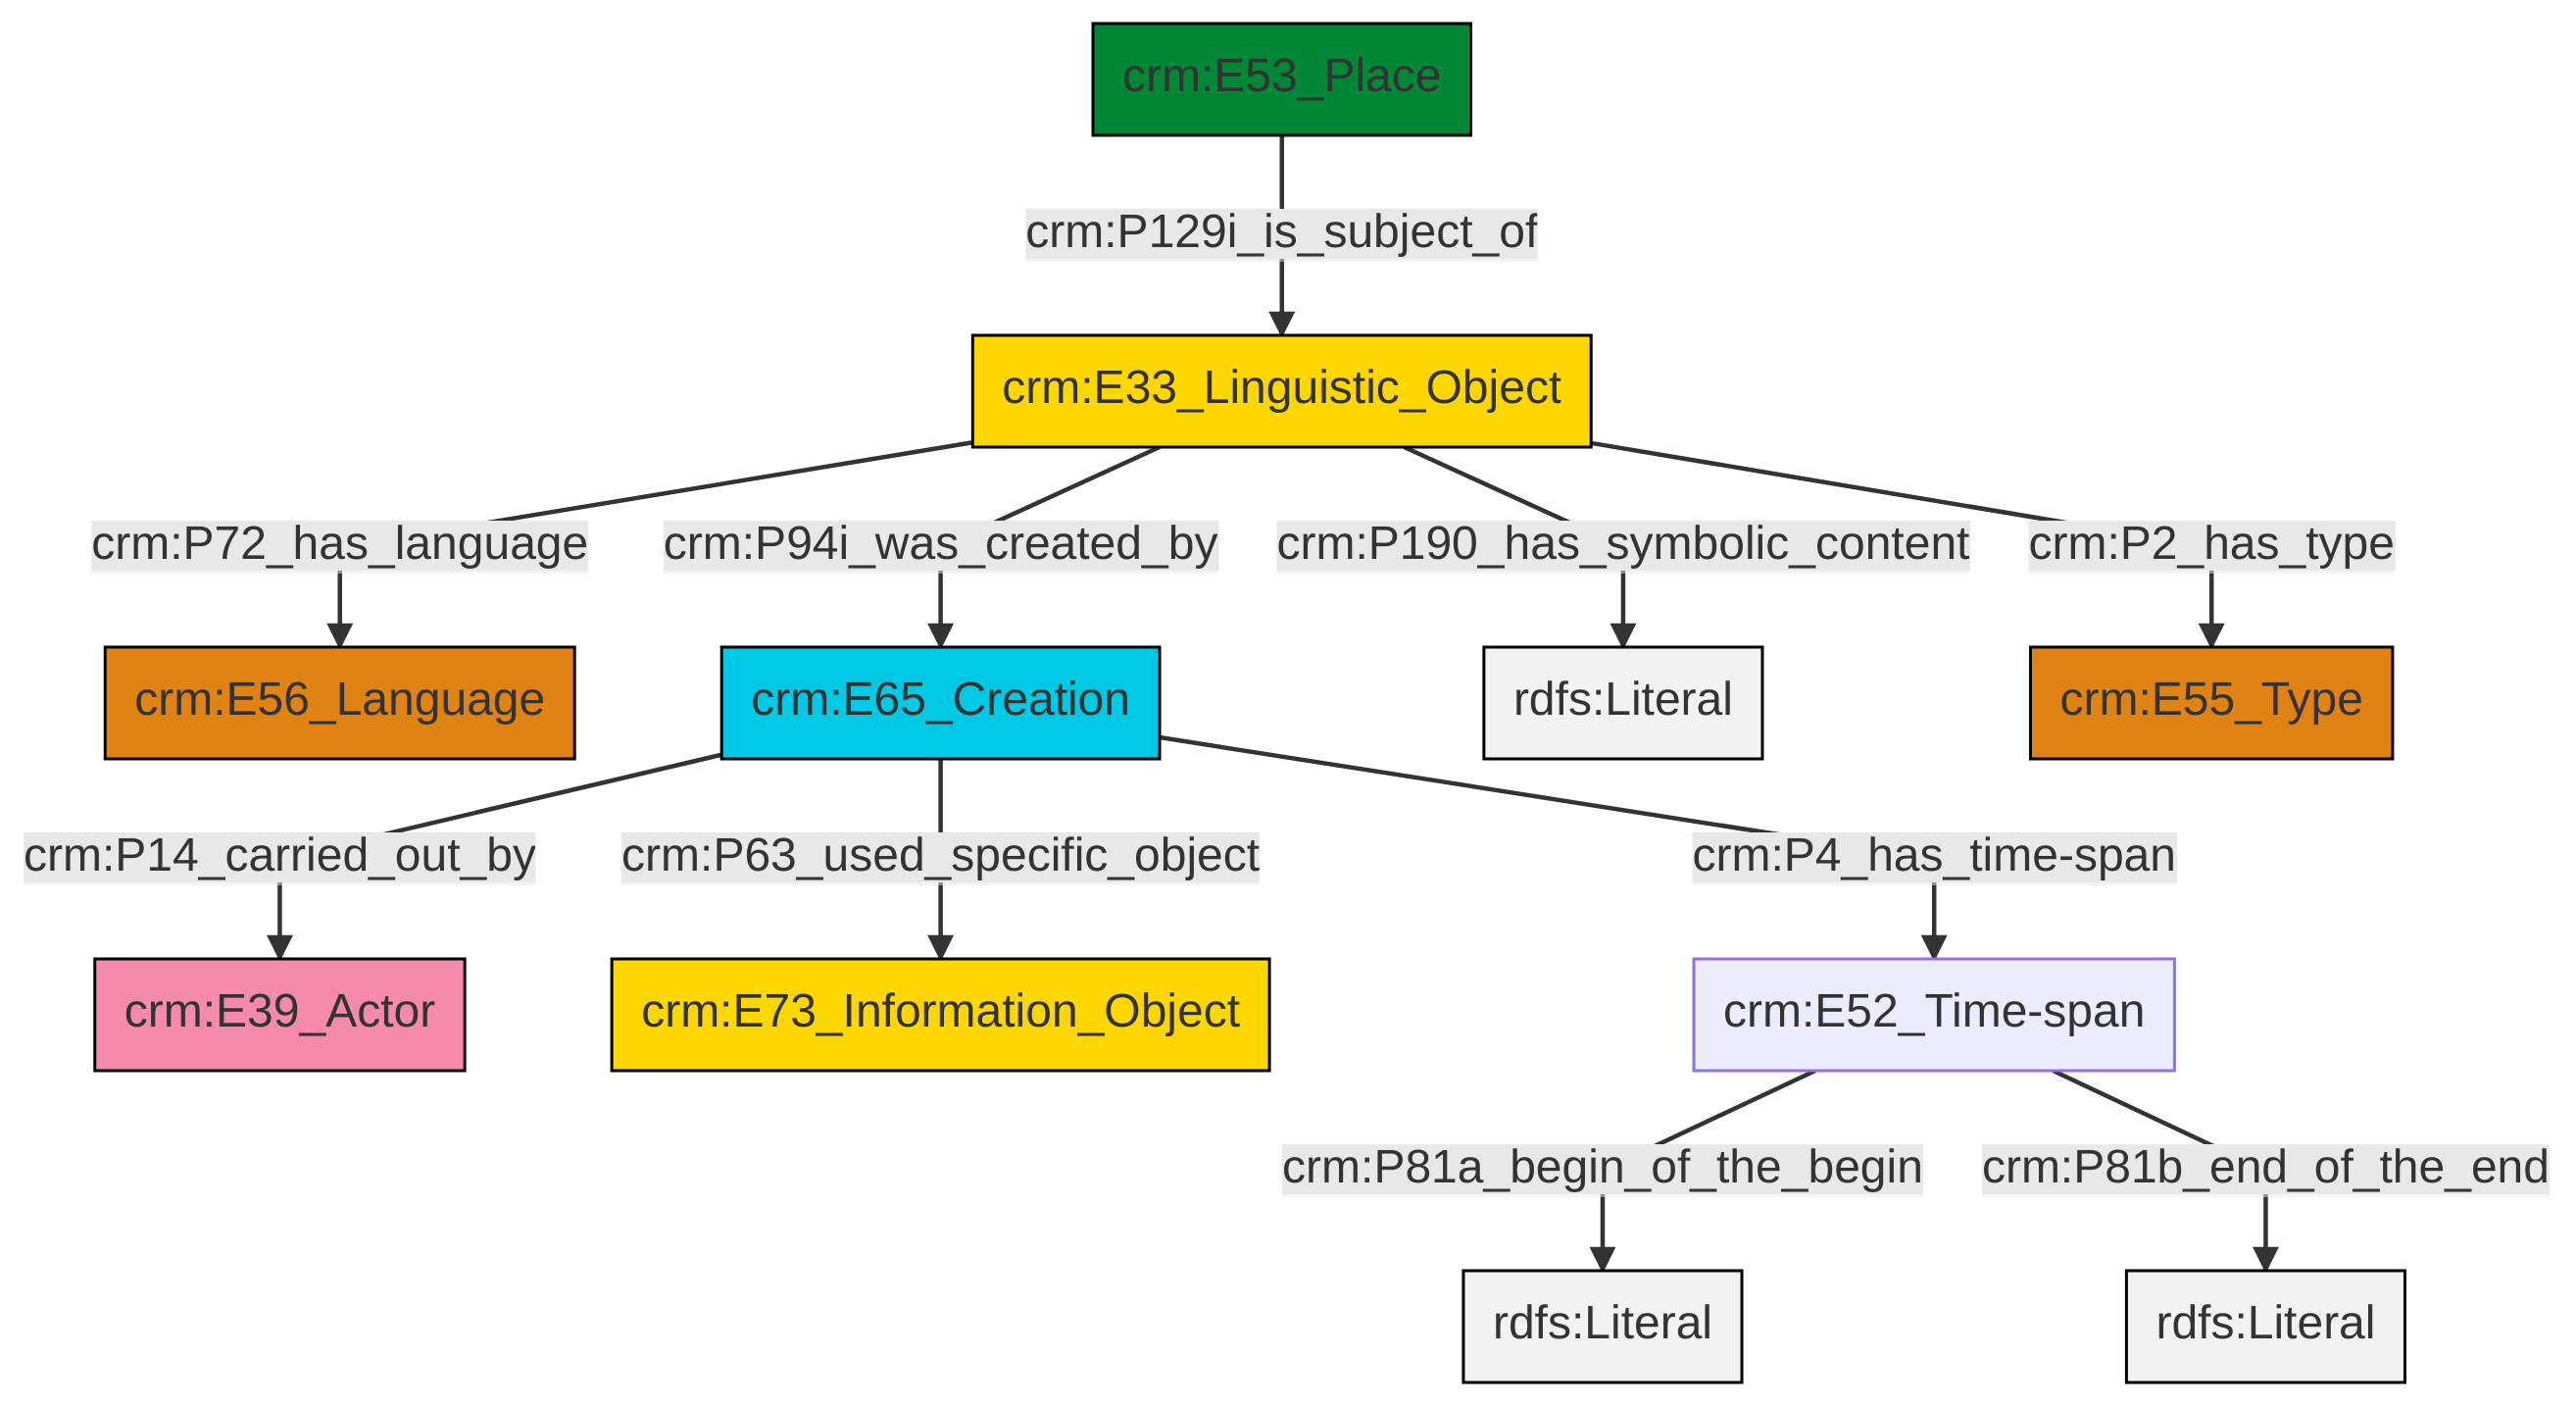 crm:E53_Place
crm:P129i_is_subject_of
crm:E33_Linguistic_Object
crm:P72_has_language
crm:P94i_was_created_by
crm:P190_has_symbolic_content
crm:P2_has_type
crm:E56_Language
crm:E65_Creation
rdfs:Literal
crm:E55_Type
crm:P14_carried_out_by
crm:P63_used_specific_object
crm:P4_has_time-span
crm:E39_Actor
crm:E73_Information_Object
crm:E52_Time-span
crm:P81a_begin_of_the_begin
crm:P81b_end_of_the_end
rdfs:Literal
rdfs:Literal